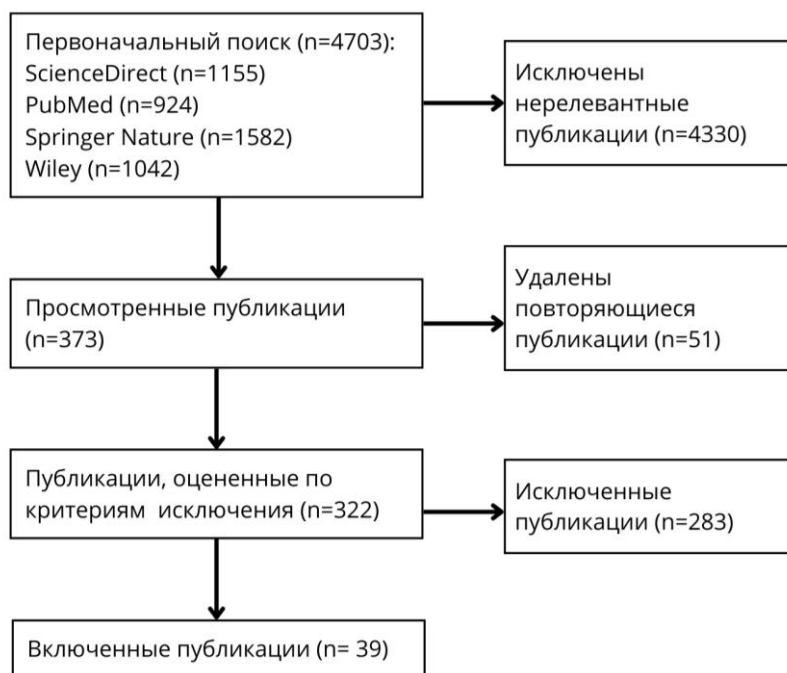 Первоначальный поиск (n=4703):
ScienceDirect (n=1155)
PubMed (n=924)
Springer Nature (n=1582)
Wiley (n=1042)
Исключены
нерелевантные
публикации (n=4330)
Просмотренные публикации
(n=373)
Удалены
повторяющиеся
публикации (n=51)
Публикации, оцененные по
критериям исключения (n=322)
Исключенные
публикации (n=283)
Включенные публикации (n= 39)